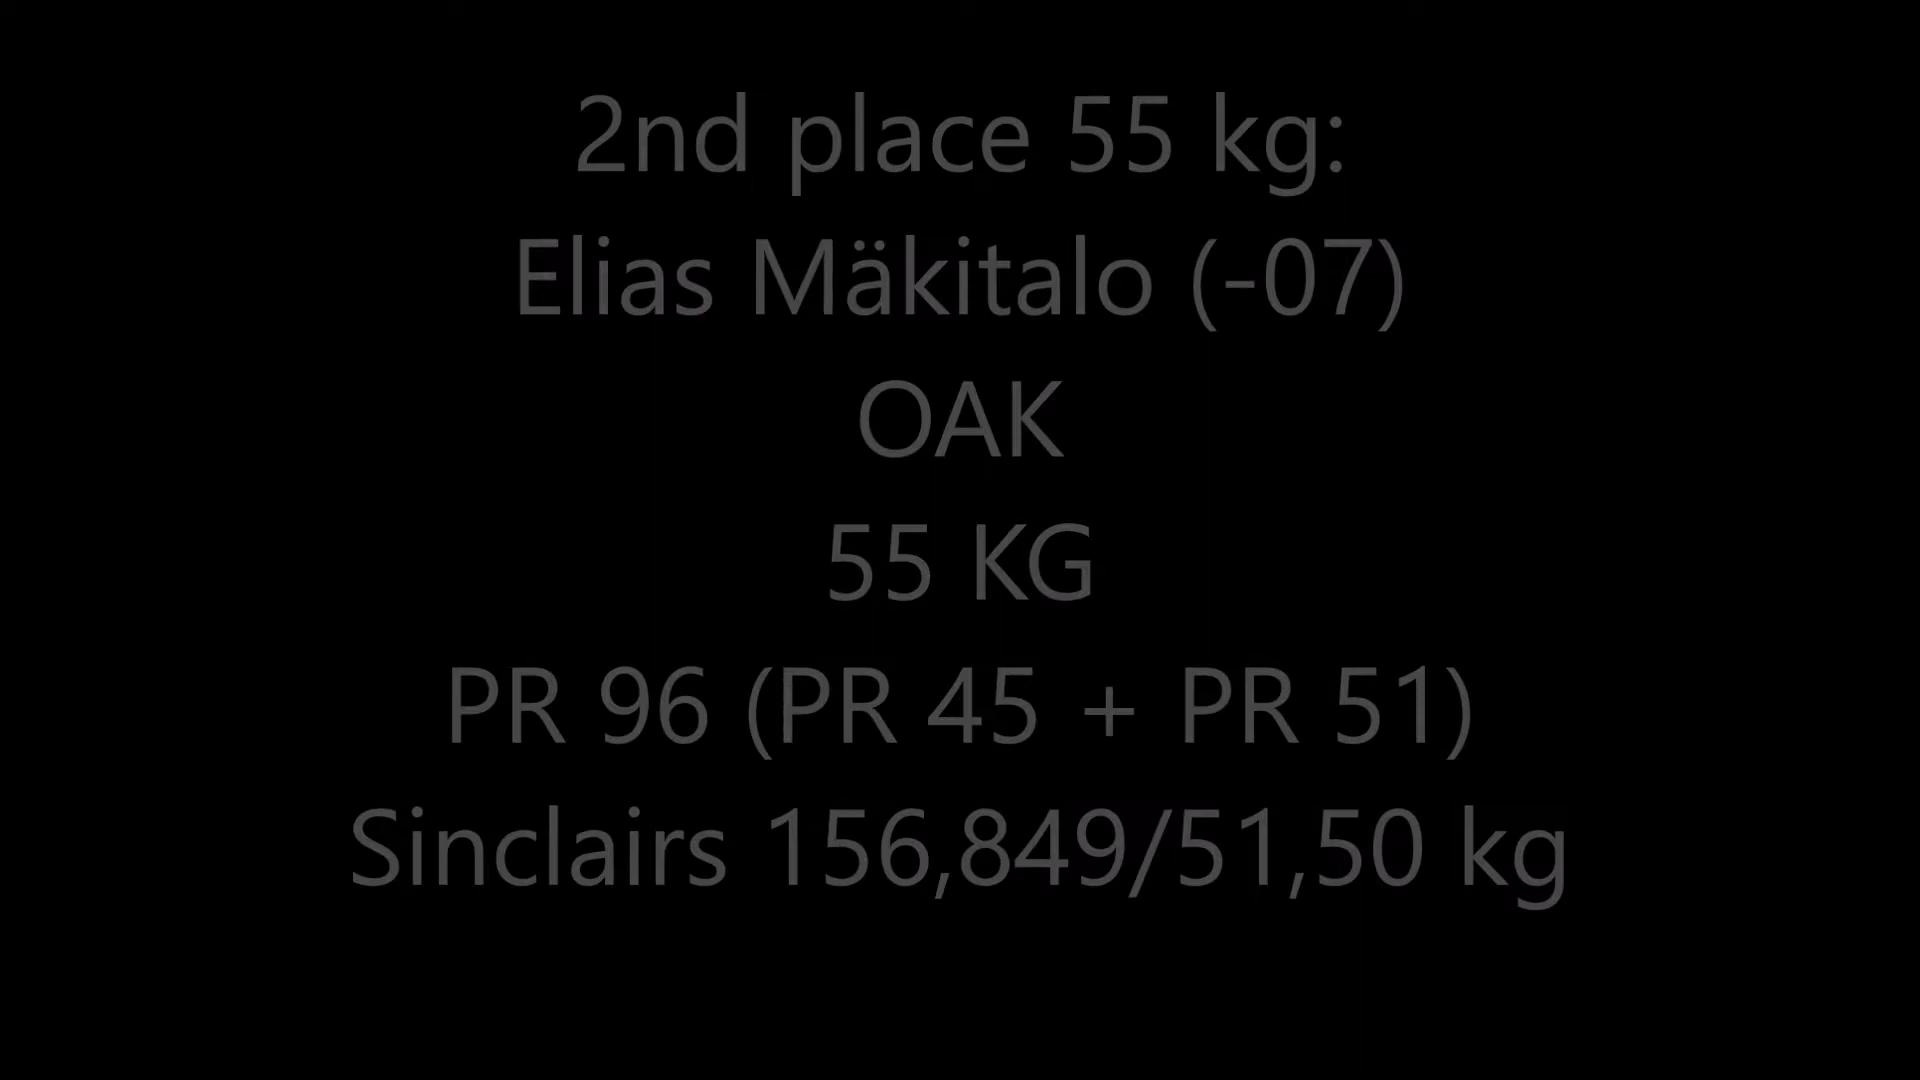 2nd place 55 kg:
Elias Mäkitalo (-07)
OAK
55 KG
PR 96 (PR 45 + PR 51)
Sinclairs 156,849/51,50 kg